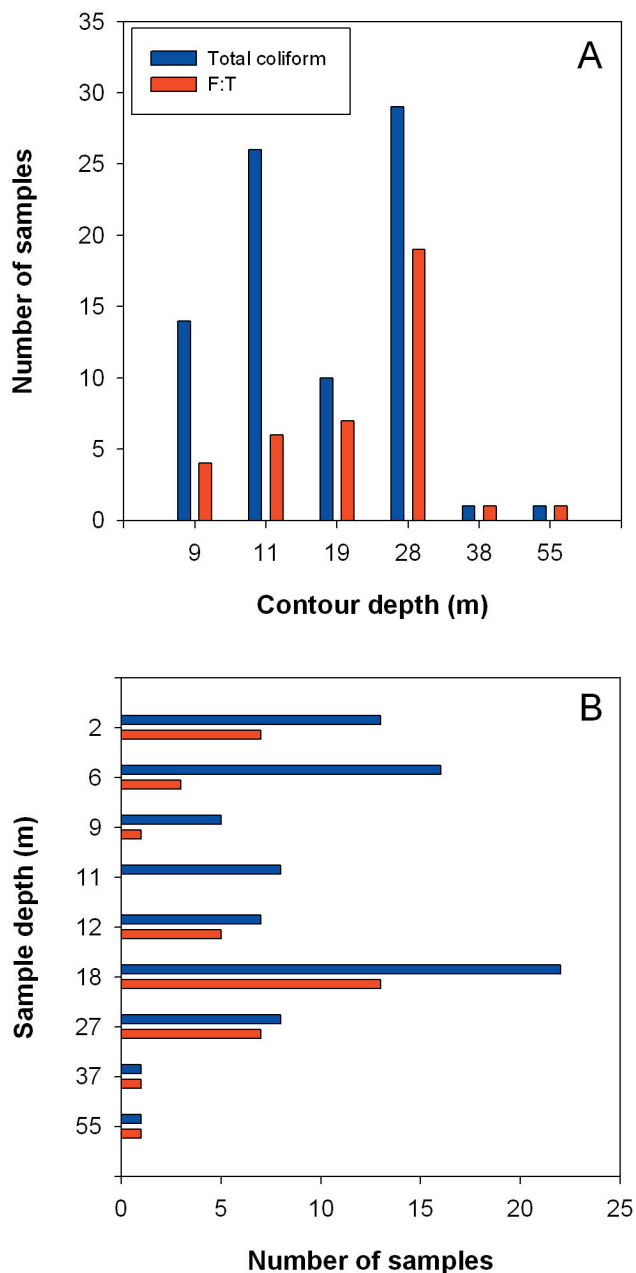 A
Total coliform
F:T
Number of samples
35
30
25
20
15
10
5
0
9 11 19 28 38 55
Contour depth (m)
B
Sample depth (m)
2
6
9
11
12
18
27
37
55
0 5 10 15 20 25
Number of samples